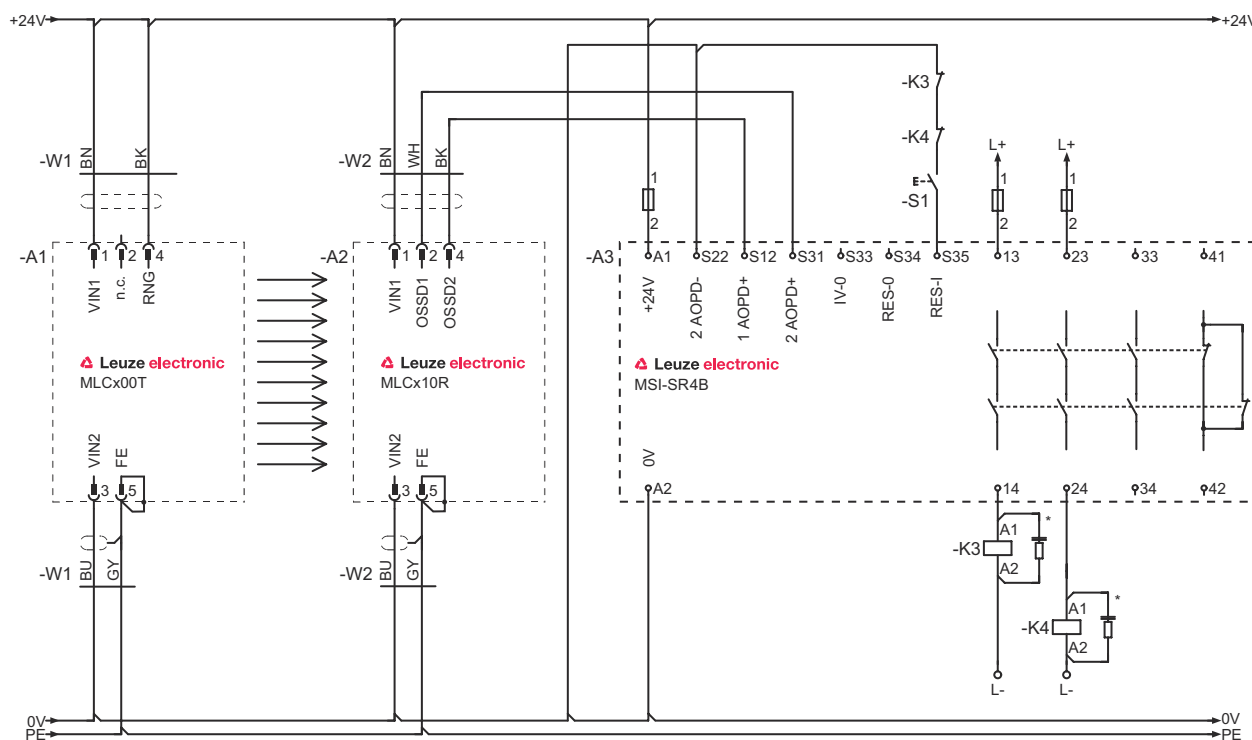 +24V
+24V
-K3
-K4
-S1
L+
L+
-W1
BN
BK
-W2
BN
WH
BK
1
2
1
2
1
2
-A1
1
2
4
VIN1
n.c.
RNG
-A2
1
2
4
VIN1
OSSD1
OSSD2
-A3
A1
S22
S12
S31
S33
S34
S35
13
23
33
41
+24V
2 AOPD-
1 AOPD+
2 AOPD+
IV-0
RES-0
RES-I
Leuze electronic
MLCx00T
Leuze electronic
MLCx10R
Leuze electronic
MSI-SR4B
VIN2
FE
3
5
VIN2
FE
3
5
0V
A2
14
24
34
42
-W1
BU
GY
-W2
BU
GY
-K3
A1
A2
*
-K4
A1
A2
*
L-
L-
0V
0V
PE
PE